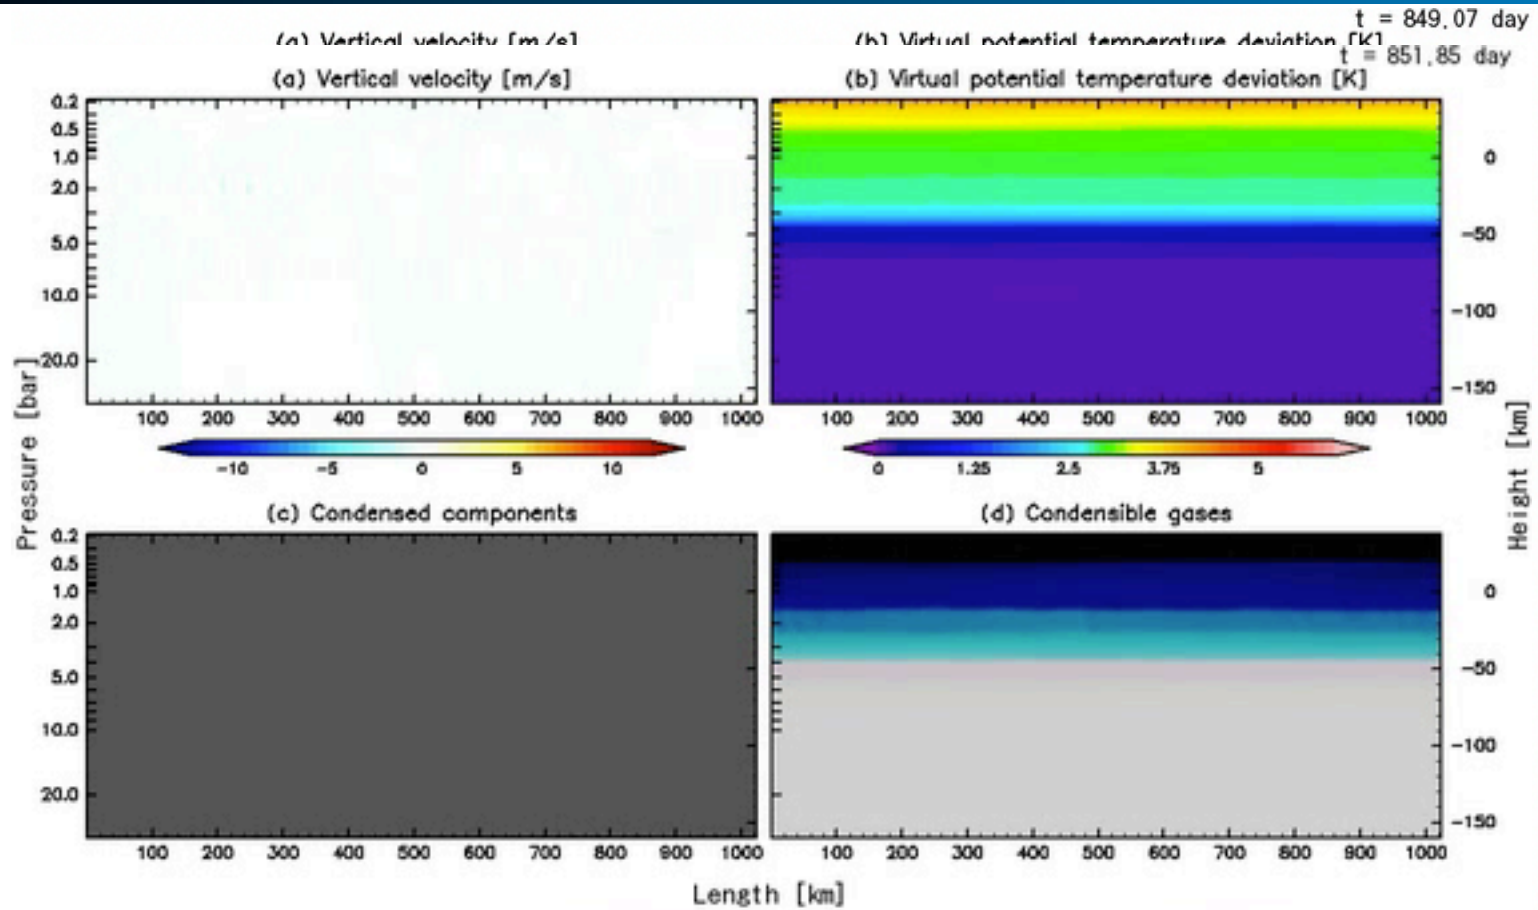 t = 849.07 day
(a) Vertical velocity [m/s]
(b) Virtual potential temperature deviation [K]
t = 851.85 day
(a) Vertical velocity [m/s]
(b) Virtual potential temperature deviation [K]
0.2
0.5
1.0
2.0
5.0
10.0
20.0
0
-50
-100
-150
100 200 300 400 500 600 700 800 900 1000
100 200 300 400 500 600 700 800 900 1000
-10 -5 0 5 10
0 1.25 2.5 3.75 5
Pressure [bar]
Height [km]
(c) Condensed components
(d) Condensible gases
0.2
0.5
1.0
2.0
5.0
10.0
20.0
0
-50
-100
-150
100 200 300 400 500 600 700 800 900 1000
100 200 300 400 500 600 700 800 900 1000
Length [km]